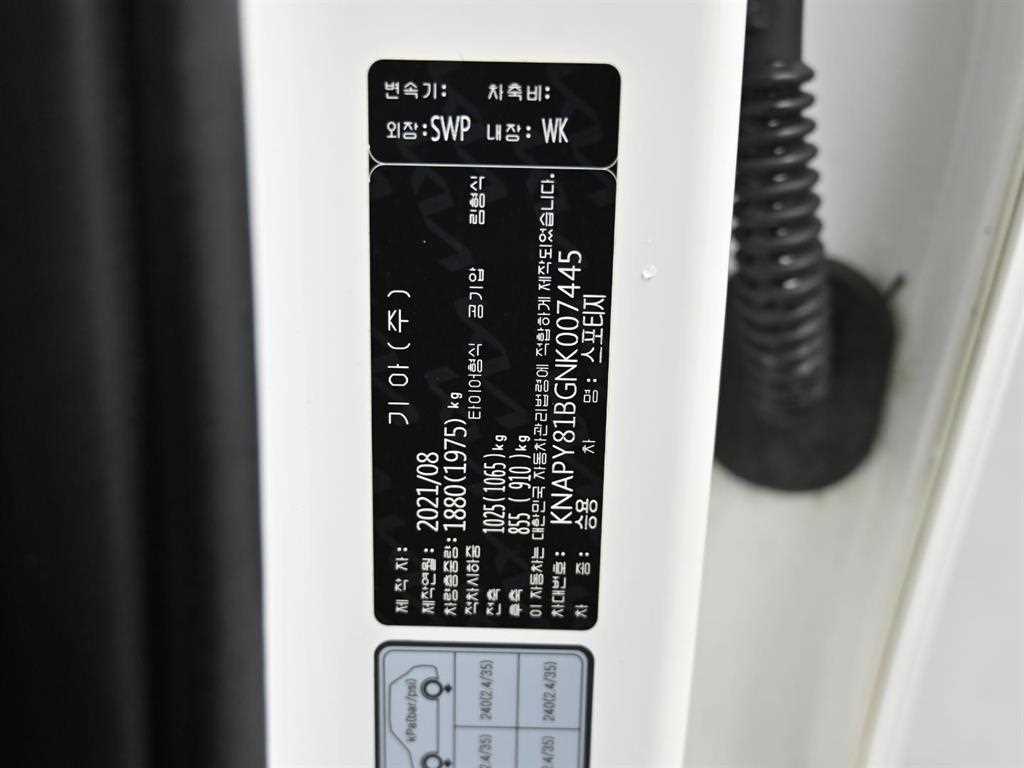 변속기: 차축비:
외장:SWP 내장: WK
제 작 자: 기 아 ( 주 )
제작연월: 2021/08
차량총중량: 1880(1975) kg
적차시하중 타이어형식 공기압 림형식
전축 1025(1065) kg
후축 855 ( 910) kg
이 자동차는 대한민국 자동차관리법령에 적합하게 제작되었습니다.
차대번호: KNAPY81BGNK007445
차 종: 승용 차 명: 스포티지
kPa(bar/psi)
240(2.4/35) 240(2.4/35)